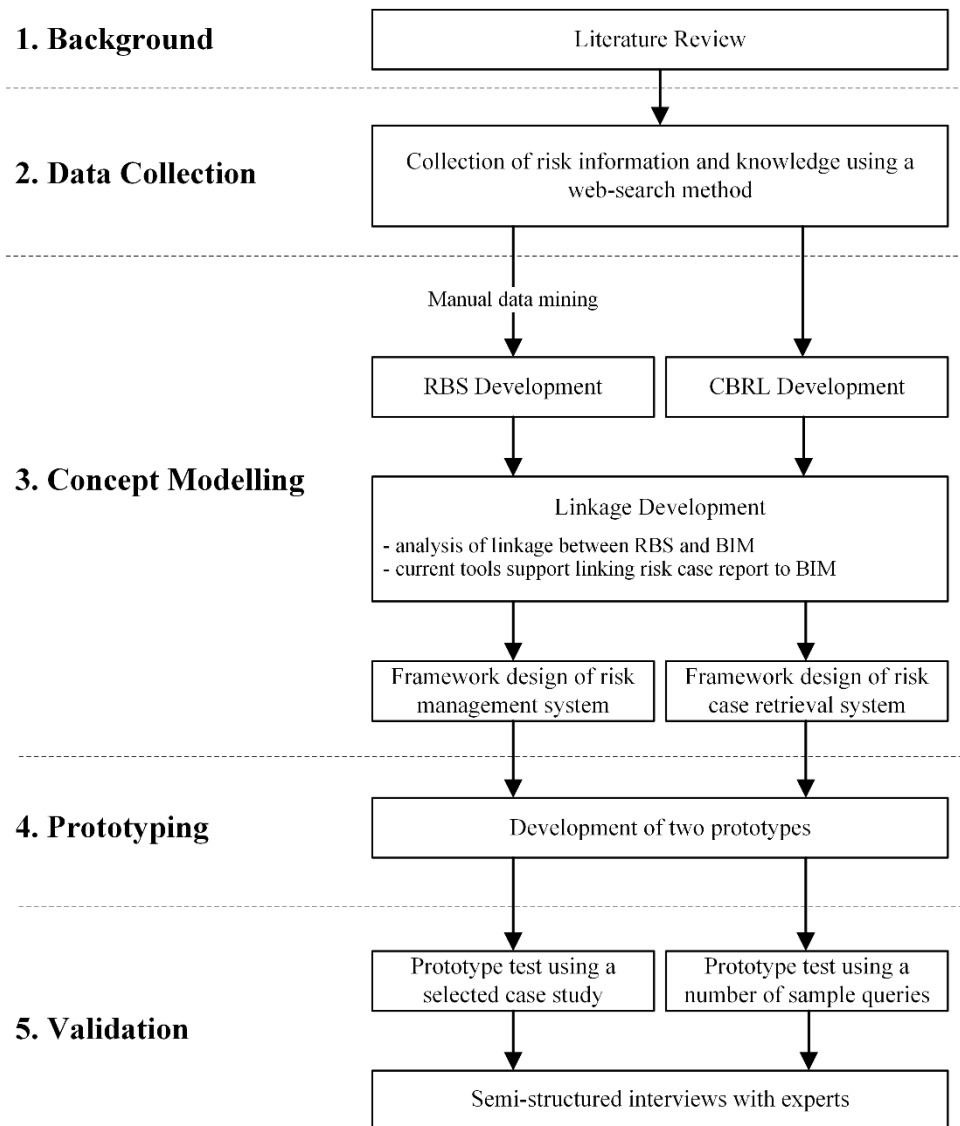 1. Background
Literature Review
2. Data Collection
Collection of risk information and knowledge using a
web-search method
Manual data mining
RBS Development
CBRL Development
3. Concept Modelling
Linkage Development
- analysis of linkage between RBS and BIM
- current tools support linking risk case report to BIM
Framework design of risk
management system
Framework design of risk
case retrieval system
4. Prototyping
Development of two prototypes
5. Validation
Prototype test using a
selected case study
Prototype test using a
number of sample queries
Semi-structured interviews with experts